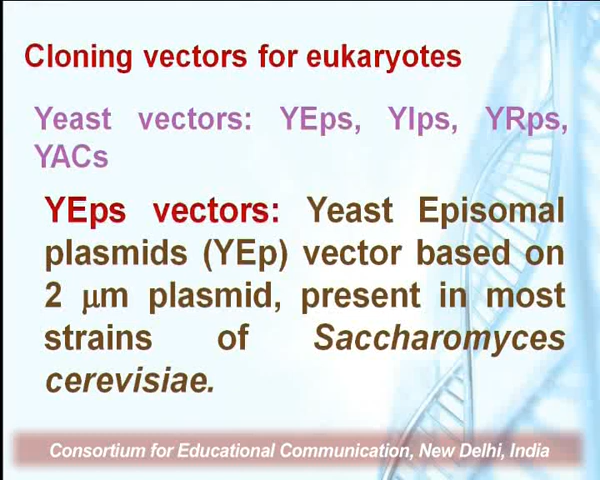 Cloning vectors for eukaryotes
Yeast vectors: YEps, YIps, YRps,
YACs
YEps vectors: Yeast Episomal
plasmids (YEp) vector based on
2 µm plasmid, present in most
strains of Saccharomyces
cerevisiae.
Consortium for Educational Communication, New Delhi, India